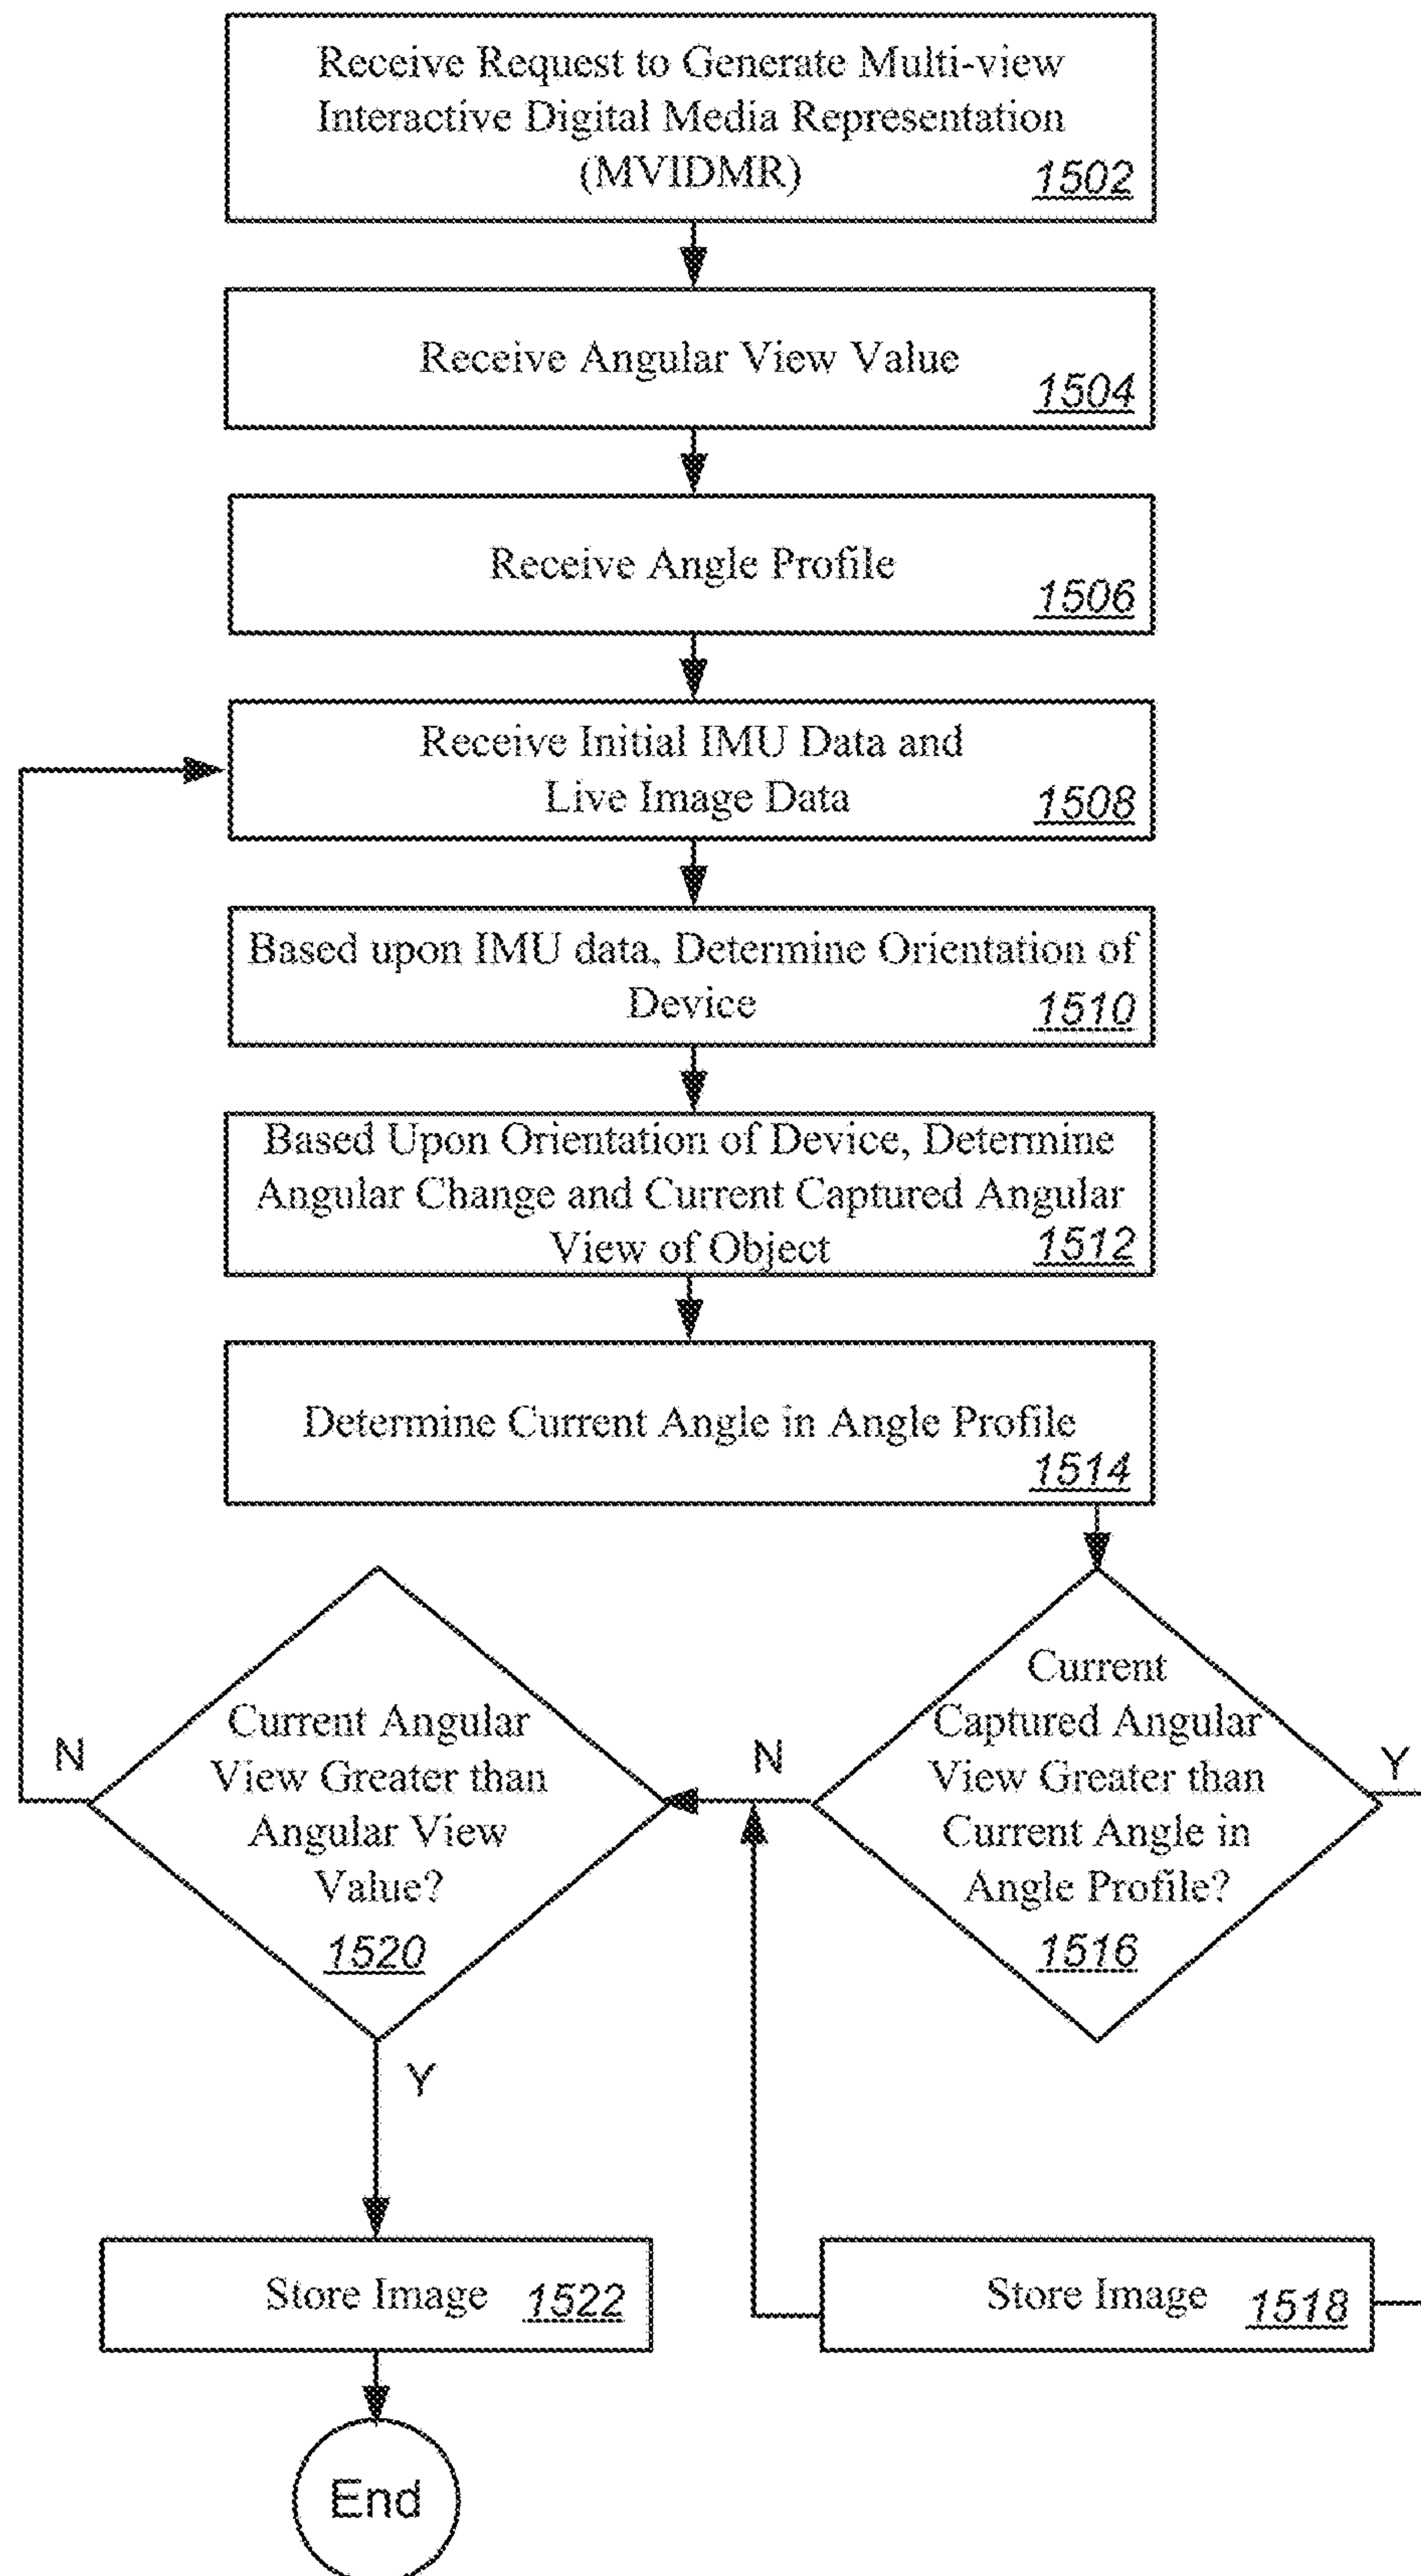 Receive Request to Generate Multi-view
Interactive Digital Media Representation
(MVIDMR)
1502
Receive Angular View Value
1504
Receive Angle Profile
1506
Receive Initial IMU Data and
Live Image Data
1508
Based upon IMU data, Determine Orientation of
Device
1510
Based Upon Orientation of Device, Determine
Angular Change and Current Captured Angular
View of Object
1512
Determine Current Angle in Angle Profile
1514
Current
Captured Angular
View Greater than
Current Angle in
Angle Profile?
1516
Y
N
Current Angular
View Greater than
Angular View
Value?
1520
N
Y
Store Image
1522
Store Image
1518
End